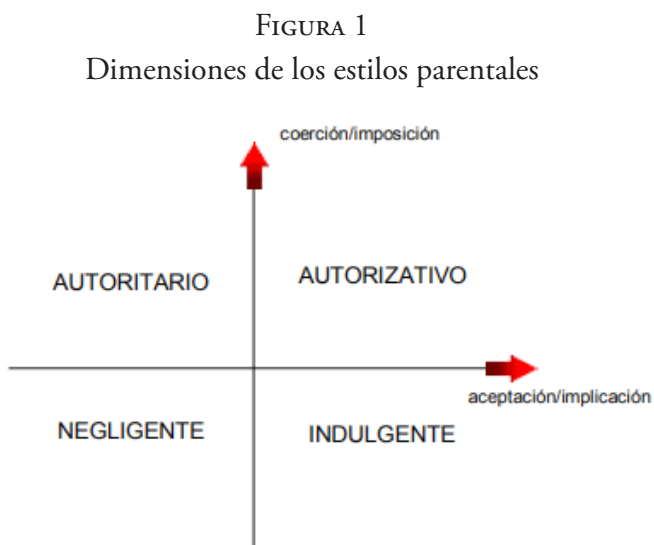 Figura 1
Dimensiones de los estilos parentales
coerción/imposición
AUTORITARIO
AUTORIZATIVO
aceptación/implicación
NEGLIGENTE
INDULGENTE